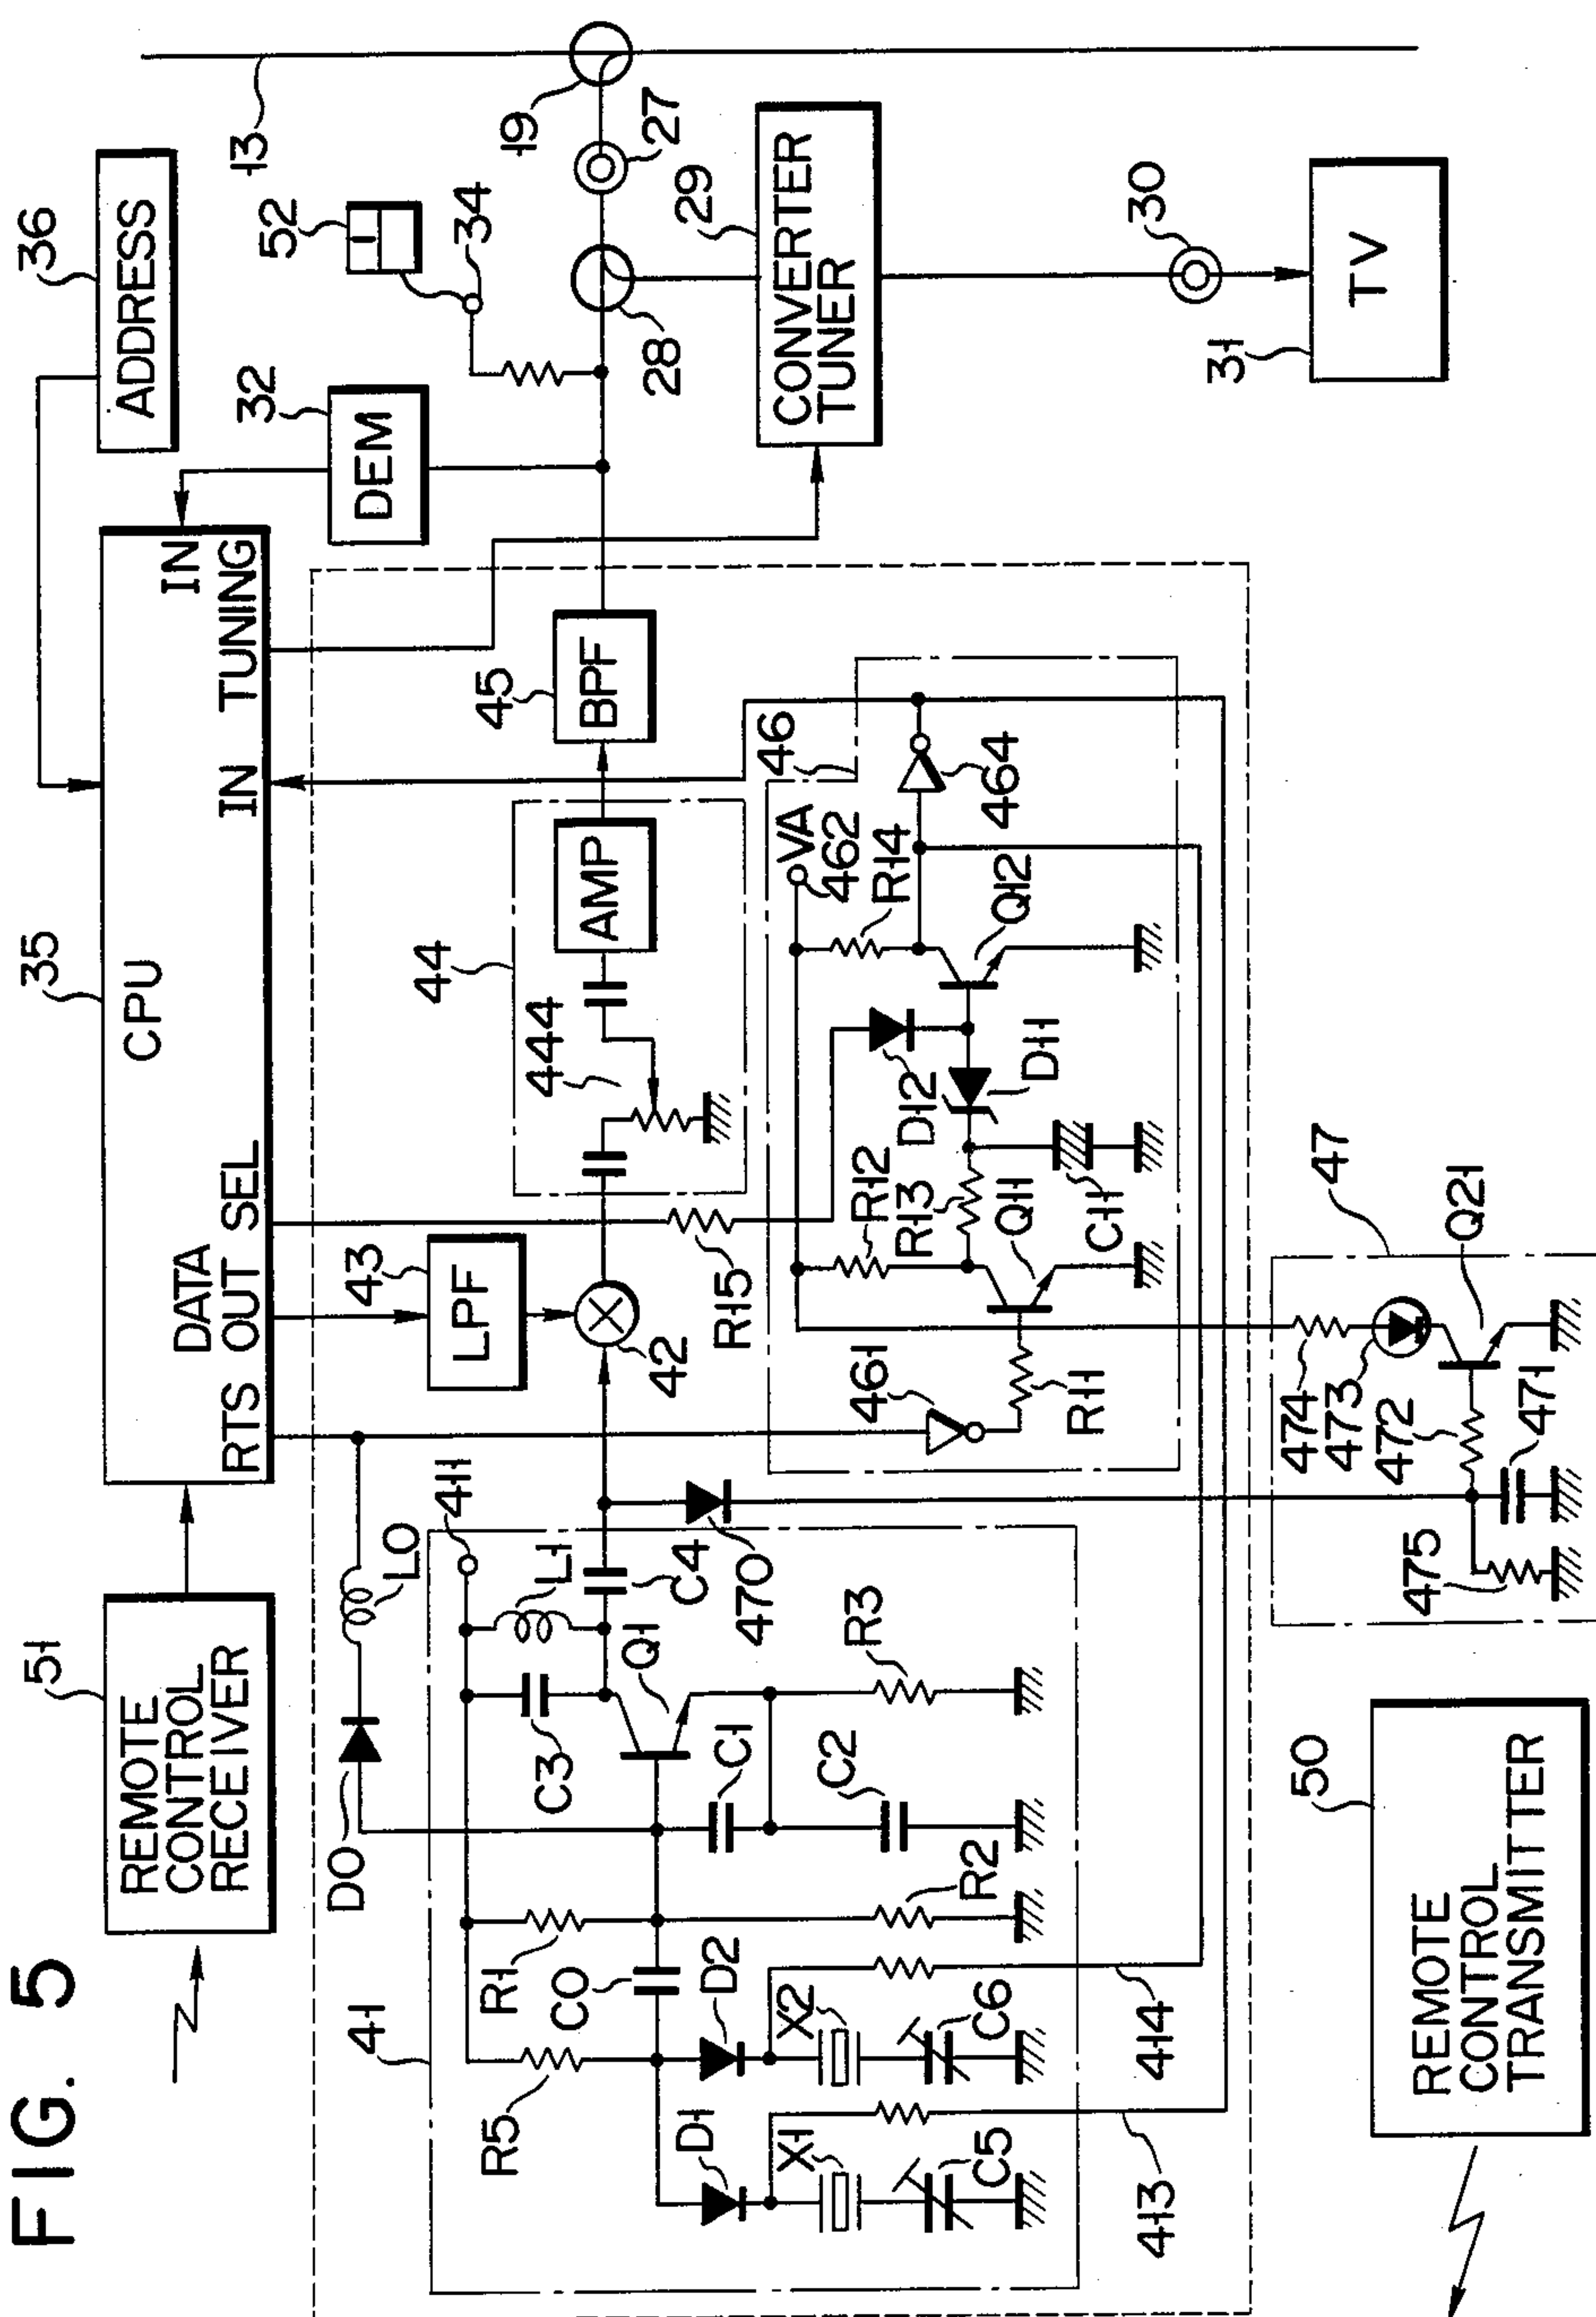 FIG. 5
51
REMOTE
CONTROL
RECEIVER
35
CPU
RTS
DATA
OUT
SEL
IN
TUNING
IN
36
ADDRESS
13
19
27
52
34
32
DEM
28
29
CONVERTER
TUNER
30
31
TV
45
BPF
44
444
AMP
43
LPF
42
R15
46
VA
462
R14
464
Q12
D12
D11
R12
R13
Q11
C11
461
R11
47
474
473
472
Q21
471
475
470
D0
L0
41
411
L1
C4
C3
Q1
C1
C2
R3
R1
C0
R2
R5
D2
X2
C6
D1
X1
C5
414
413
50
REMOTE
CONTROL
TRANSMITTER